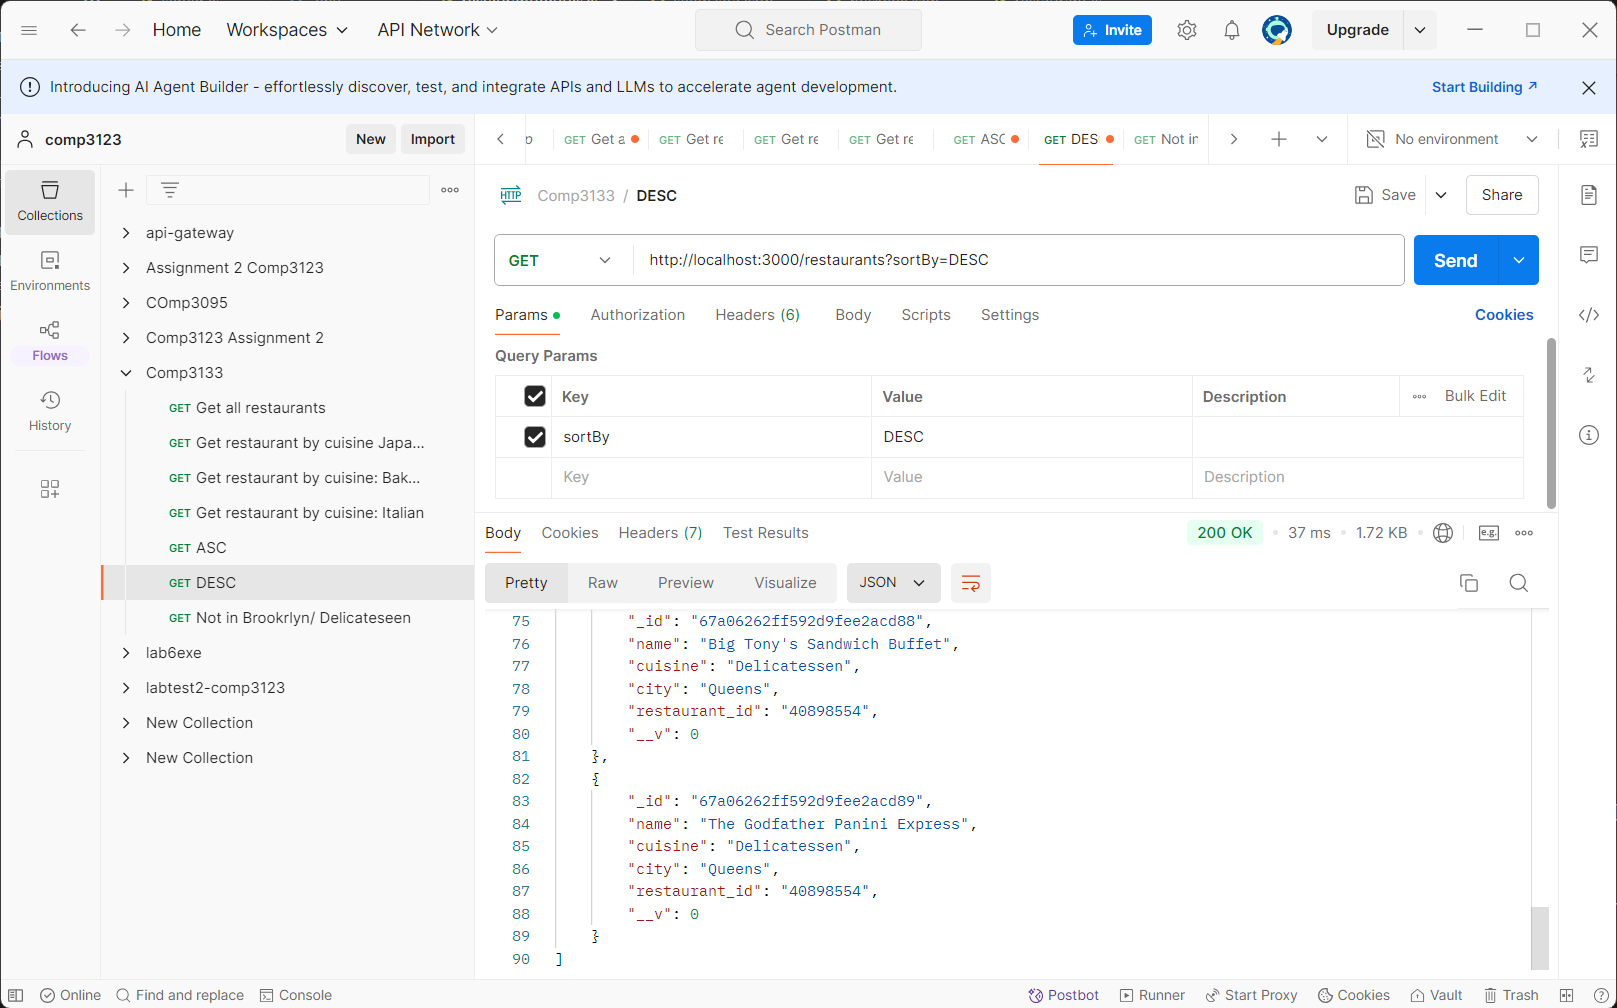 Home Workspaces API Network Search Postman Invite Upgrade
Introducing AI Agent Builder - effortlessly discover, test, and integrate APIs and LLMs to accelerate agent development. Start Building
comp3123 New Import
GET Get a GET Get re GET Get re GET Get re GET ASC GET DES GET Not in No environment
Collections
Environments
Flows
History
api-gateway
Assignment 2 Comp3123
COmp3095
Comp3123 Assignment 2
Comp3133
GET Get all restaurants
GET Get restaurant by cuisine Japa...
GET Get restaurant by cuisine: Bak...
GET Get restaurant by cuisine: Italian
GET ASC
GET DESC
GET Not in Brookrlyn/ Delicateseen
lab6exe
labtest2-comp3123
New Collection
New Collection
HTTP Comp3133 / DESC Save Share
GET http://localhost:3000/restaurants?sortBy=DESC Send
Params Authorization Headers (6) Body Scripts Settings Cookies
Query Params
Key Value Description Bulk Edit
sortBy DESC
Key Value Description
Body Cookies Headers (7) Test Results 200 OK 37 ms 1.72 KB e.g.
Pretty Raw Preview Visualize JSON
75 "_id": "67a06262ff592d9fee2acd88",
76 "name": "Big Tony's Sandwich Buffet",
77 "cuisine": "Delicatessen",
78 "city": "Queens",
79 "restaurant_id": "40898554",
80 "__v": 0
81 },
82 {
83 "_id": "67a06262ff592d9fee2acd89",
84 "name": "The Godfather Panini Express",
85 "cuisine": "Delicatessen",
86 "city": "Queens",
87 "restaurant_id": "40898554",
88 "__v": 0
89 }
90 ]
Online Find and replace Console Postbot Runner Start Proxy Cookies Vault Trash